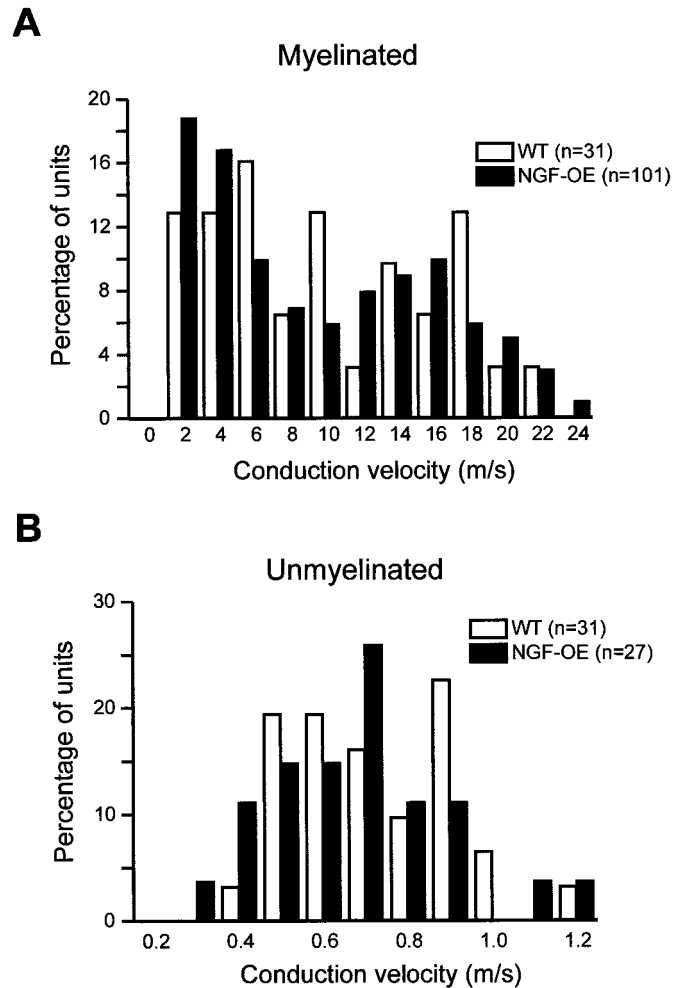 A
Myelinated
20
16
12
8
4
0
Percentage of units
WT (n=31)
NGF-OE (n=101)
0 2 4 6 8 10 12 14 16 18 20 22 24
Conduction velocity (m/s)
B
Unmyelinated
30
20
10
0
Percentage of units
WT (n=31)
NGF-OE (n=27)
0.2 0.4 0.6 0.8 1.0 1.2
Conduction velocity (m/s)